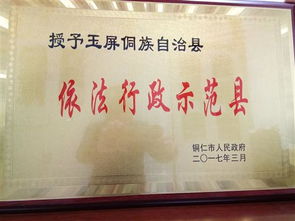 授予玉屏侗族自治县
依法行政示范县
铜仁市人民政府
二〇一七年三月